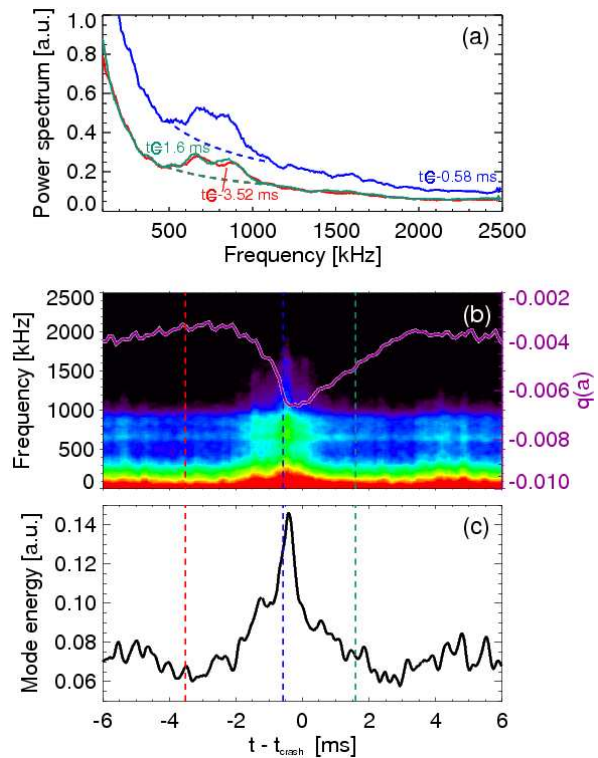 (a)
Power spectrum [a.u.]
1.0
0.8
0.6
0.4
0.2
0.0
1.6 ms
-3.52 ms
-0.58 ms
500 1000 1500 2000 2500
Frequency [kHz]
(b)
Frequency [kHz]
2500
2000
1500
1000
500
0
-0.002
-0.004
-0.006
-0.008
-0.010
q(a)
(c)
Mode energy [a.u.]
0.14
0.12
0.10
0.08
0.06
-6 -4 -2 0 2 4 6
t - tcrash [ms]